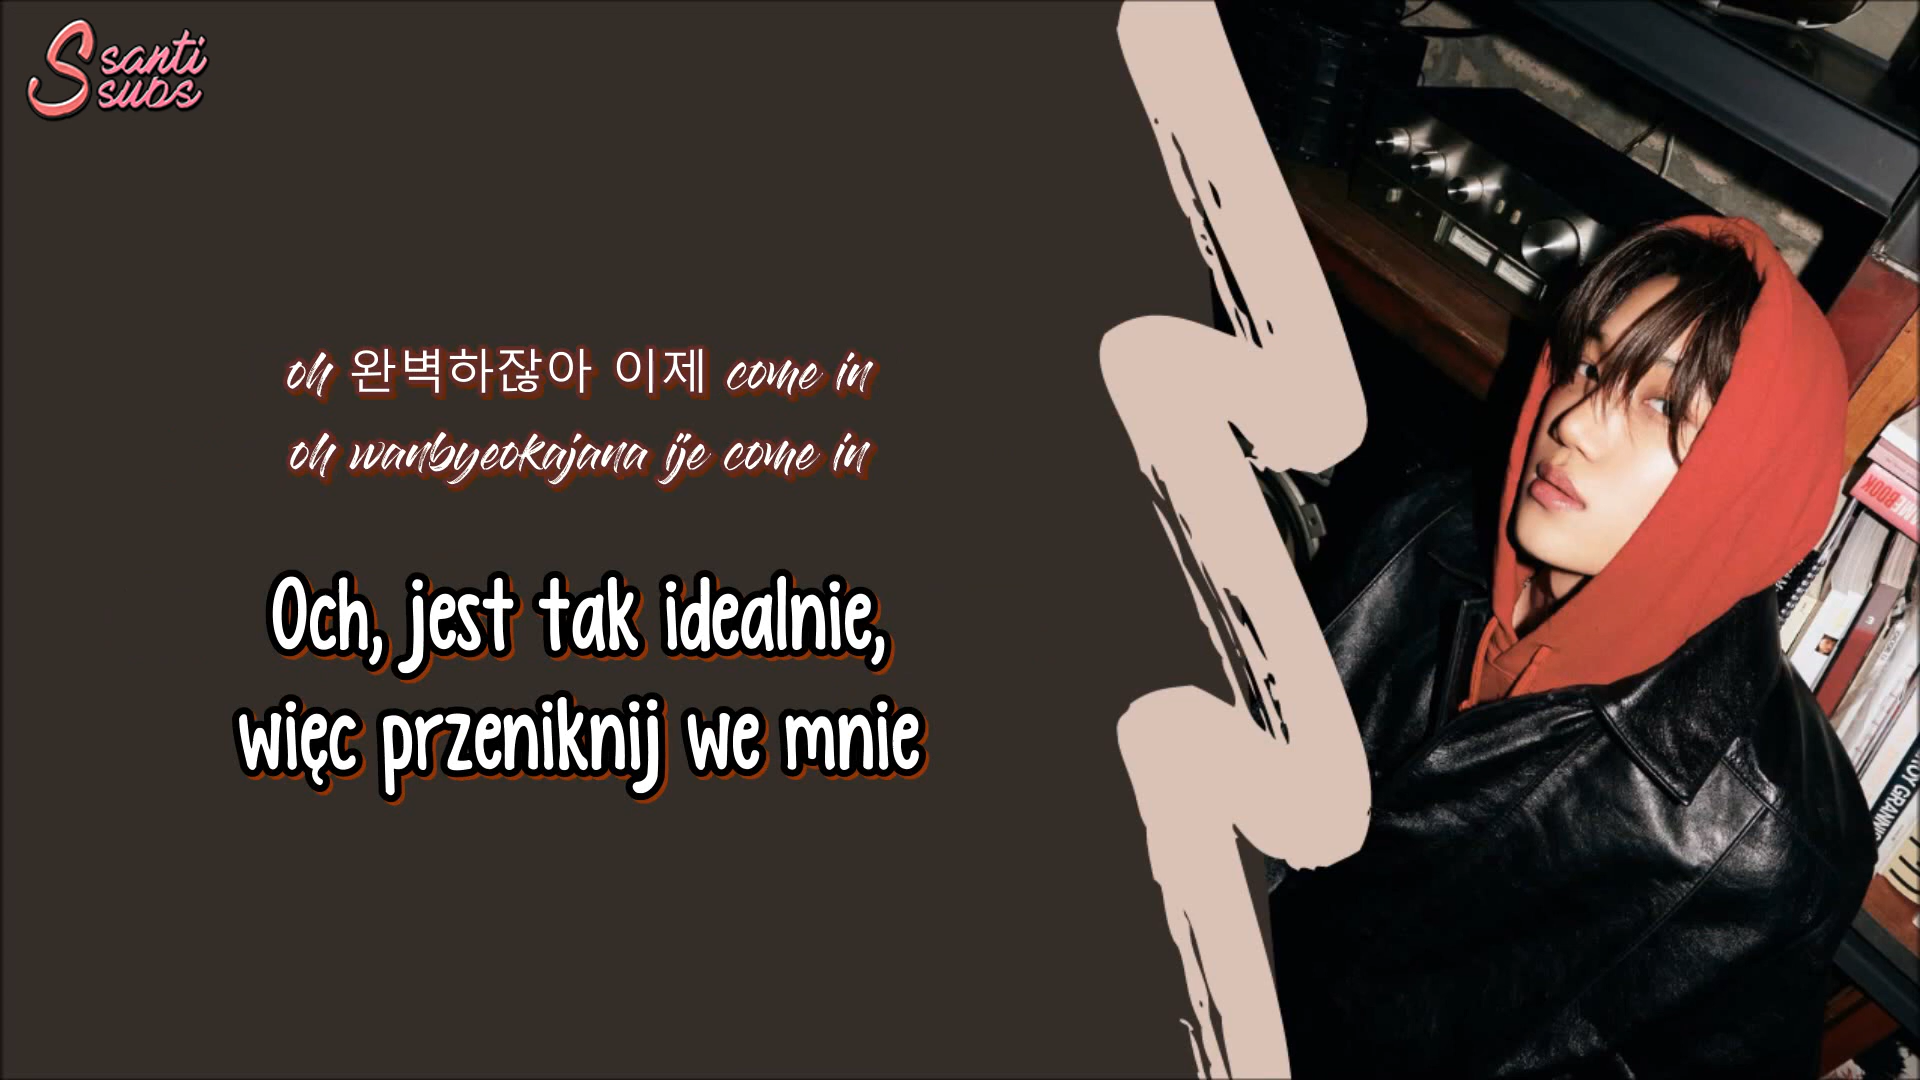 Ssanti
subs
oh 완벽하잖아 이제 come in
oh wanbyeokajana ije come in
Och, jest tak idealnie,
więc przeniknij we mnie